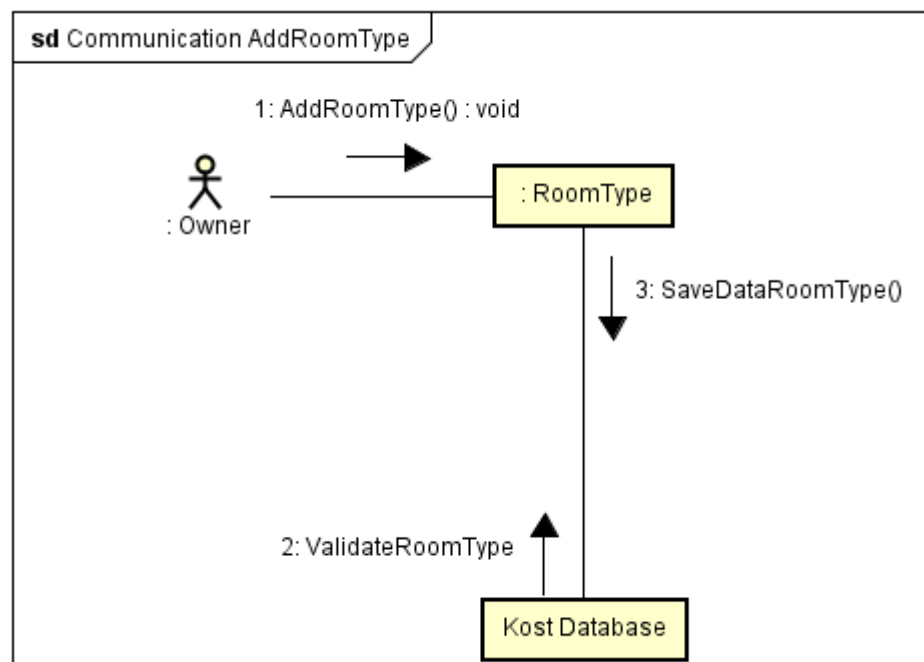 sd Communication AddRoomType
1: AddRoomType() : void
: RoomType
: Owner
3: SaveDataRoomType()
2: ValidateRoomType
Kost Database